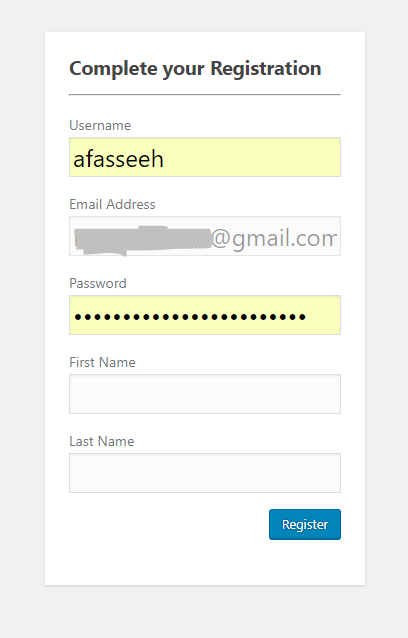 Complete your Registration
Username
afasseeh
Email Address
@gmail.com
Password
••••••••••••••••••••••••
First Name
Last Name
Register